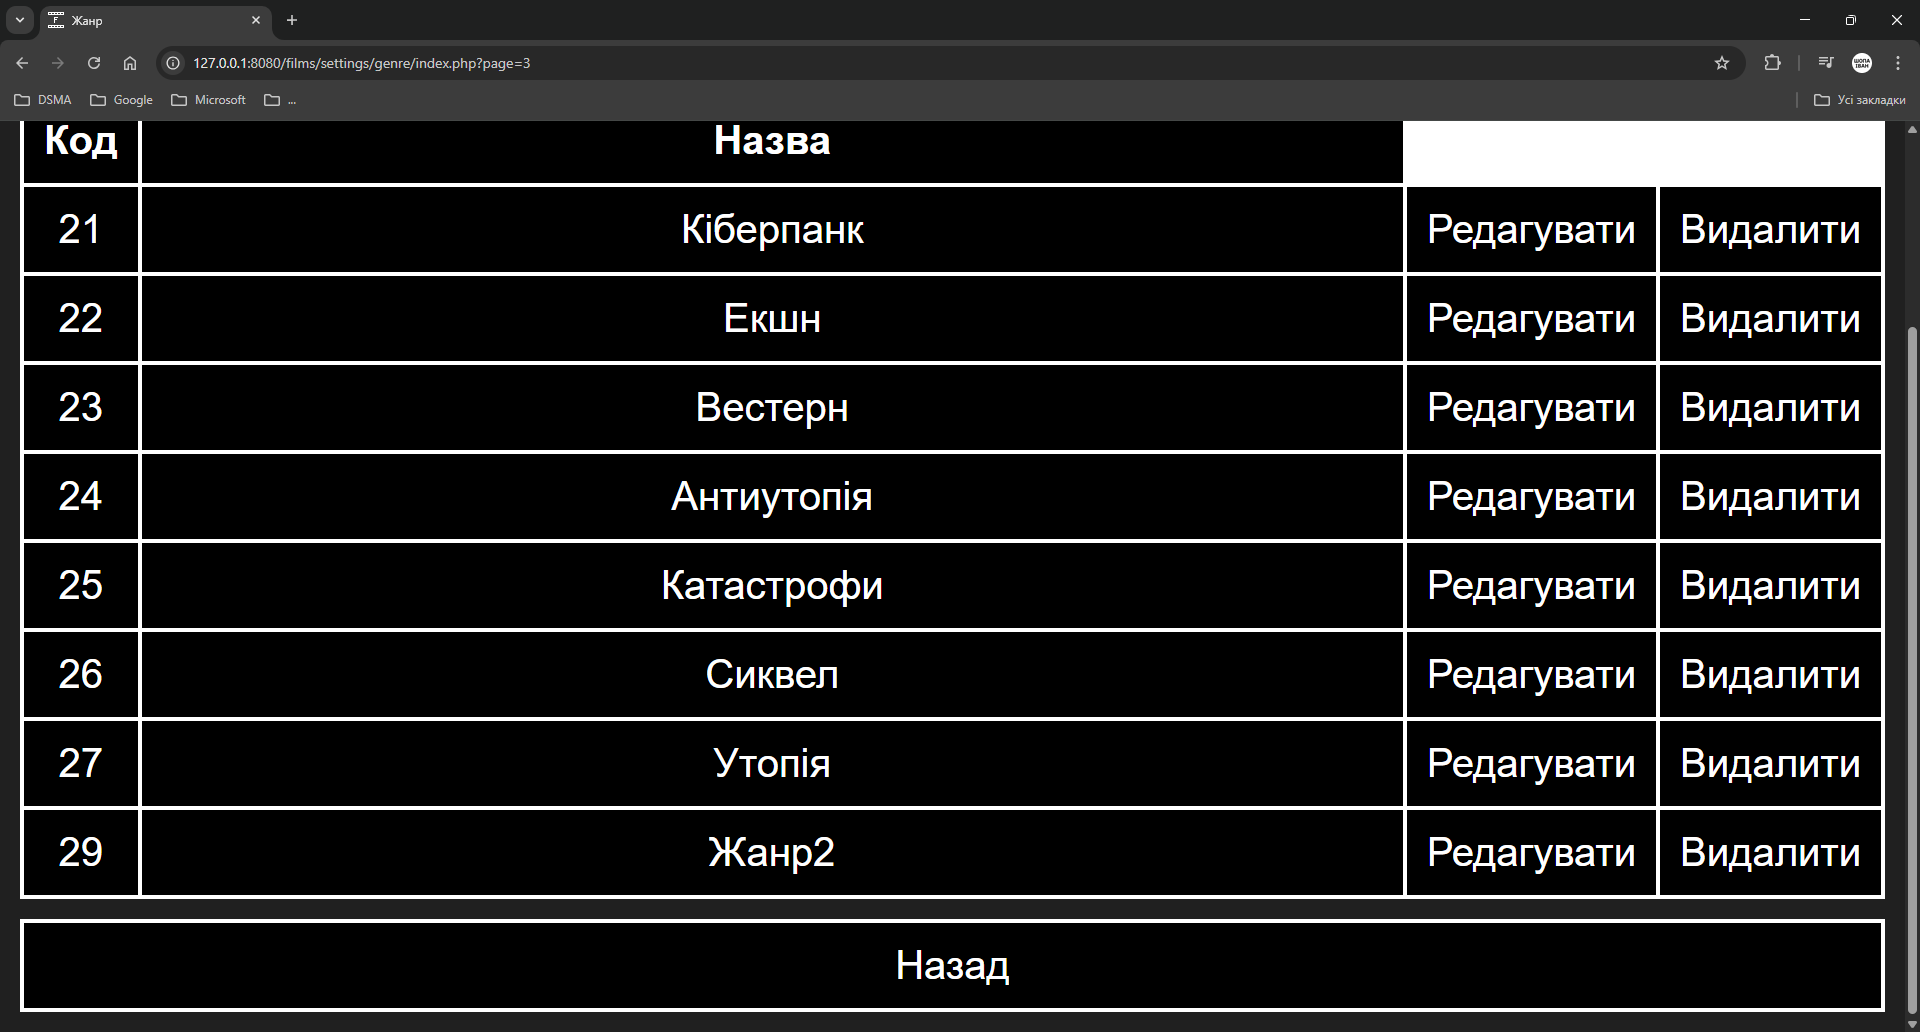 Жанр
127.0.0.1:8080/films/settings/genre/index.php?page=3
DSMA Google Microsoft ... Усі закладки
Код Назва
21 Кіберпанк Редагувати Видалити
22 Екшн Редагувати Видалити
23 Вестерн Редагувати Видалити
24 Антиутопія Редагувати Видалити
25 Катастрофи Редагувати Видалити
26 Сиквел Редагувати Видалити
27 Утопія Редагувати Видалити
29 Жанр2 Редагувати Видалити
Назад